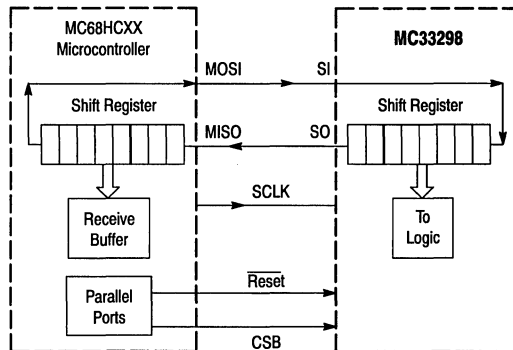 MC68HCXX
Microcontroller
MC33298
MOSI
SI
Shift Register
Shift Register
MISO
SO
SCLK
Receive
Buffer
To
Logic
Parallel
Ports
Reset
CSB